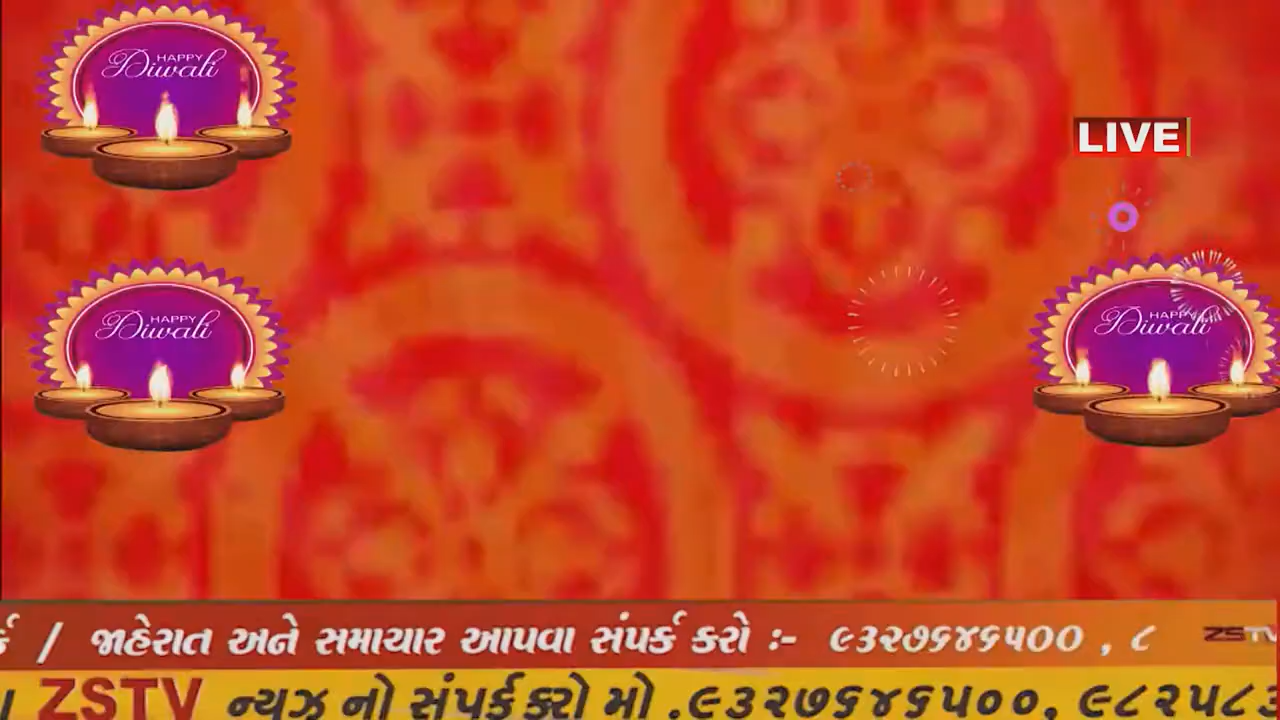 HAPPY
Diwali
LIVE
HAPPY
Diwali
HAPPY
Diwali
ર્ક / જાહેરાત અને સમાચાર આપવા સંપર્ક કરો :- ૯૩૨૭૬૪૬૫૦૦ , ૮ ZSTV
ZSTV ન્યુઝ નો સંપર્ક કરો મો .૯૩૨૭૬૪૬૫૦૦, ૯૮૨૫૮૩